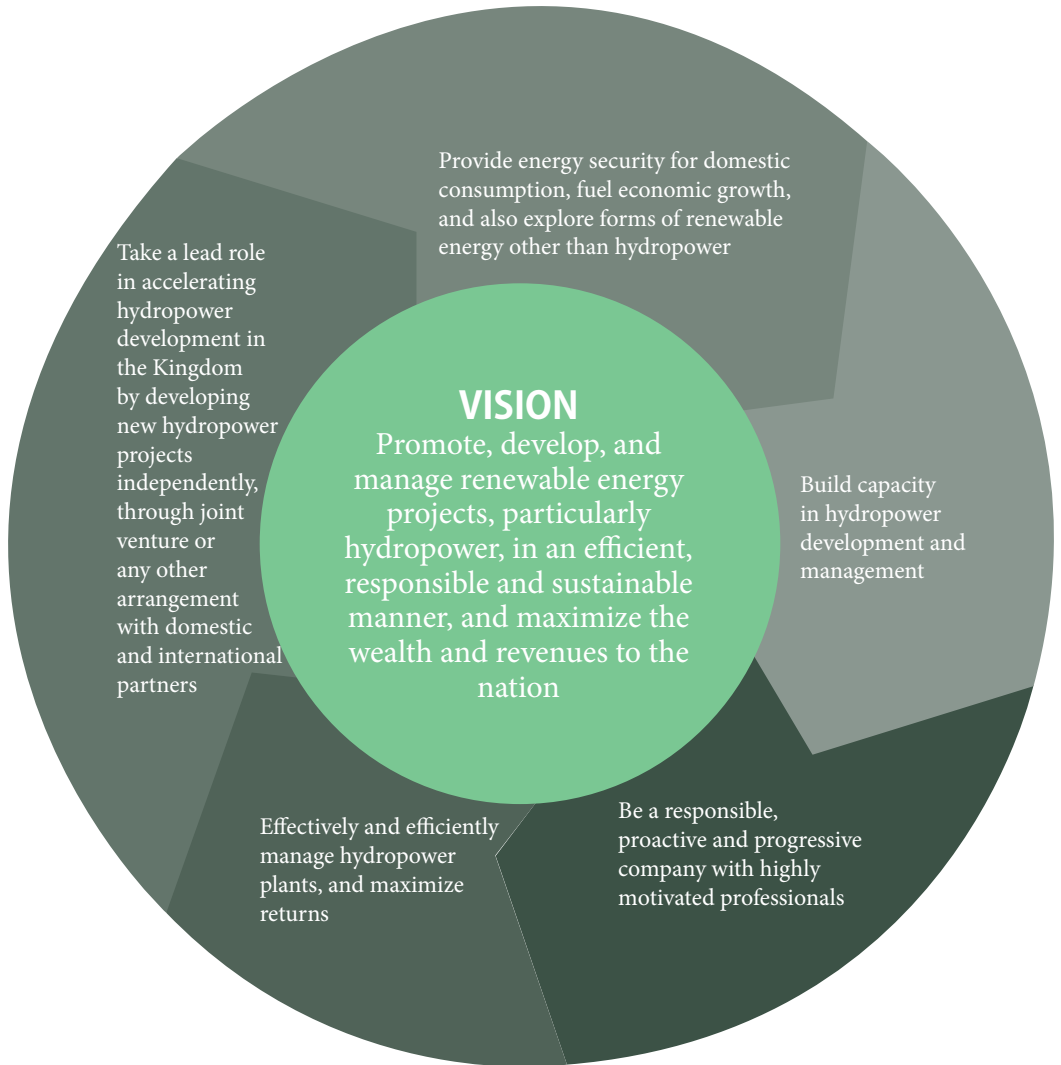 Provide energy security for domestic
consumption, fuel economic growth,
and also explore forms of renewable
energy other than hydropower
Take a lead role
in accelerating
hydropower
development in
the Kingdom
by developing
new hydropower
projects
independently,
through joint
venture or
any other
arrangement
with domestic
and international
partners
VISION
Promote, develop, and
manage renewable energy
projects, particularly
hydropower, in an efficient,
responsible and sustainable
manner, and maximize the
wealth and revenues to the
nation
Build capacity
in hydropower
development and
management
Effectively and efficiently
manage hydropower
plants, and maximize
returns
Be a responsible,
proactive and progressive
company with highly
motivated professionals